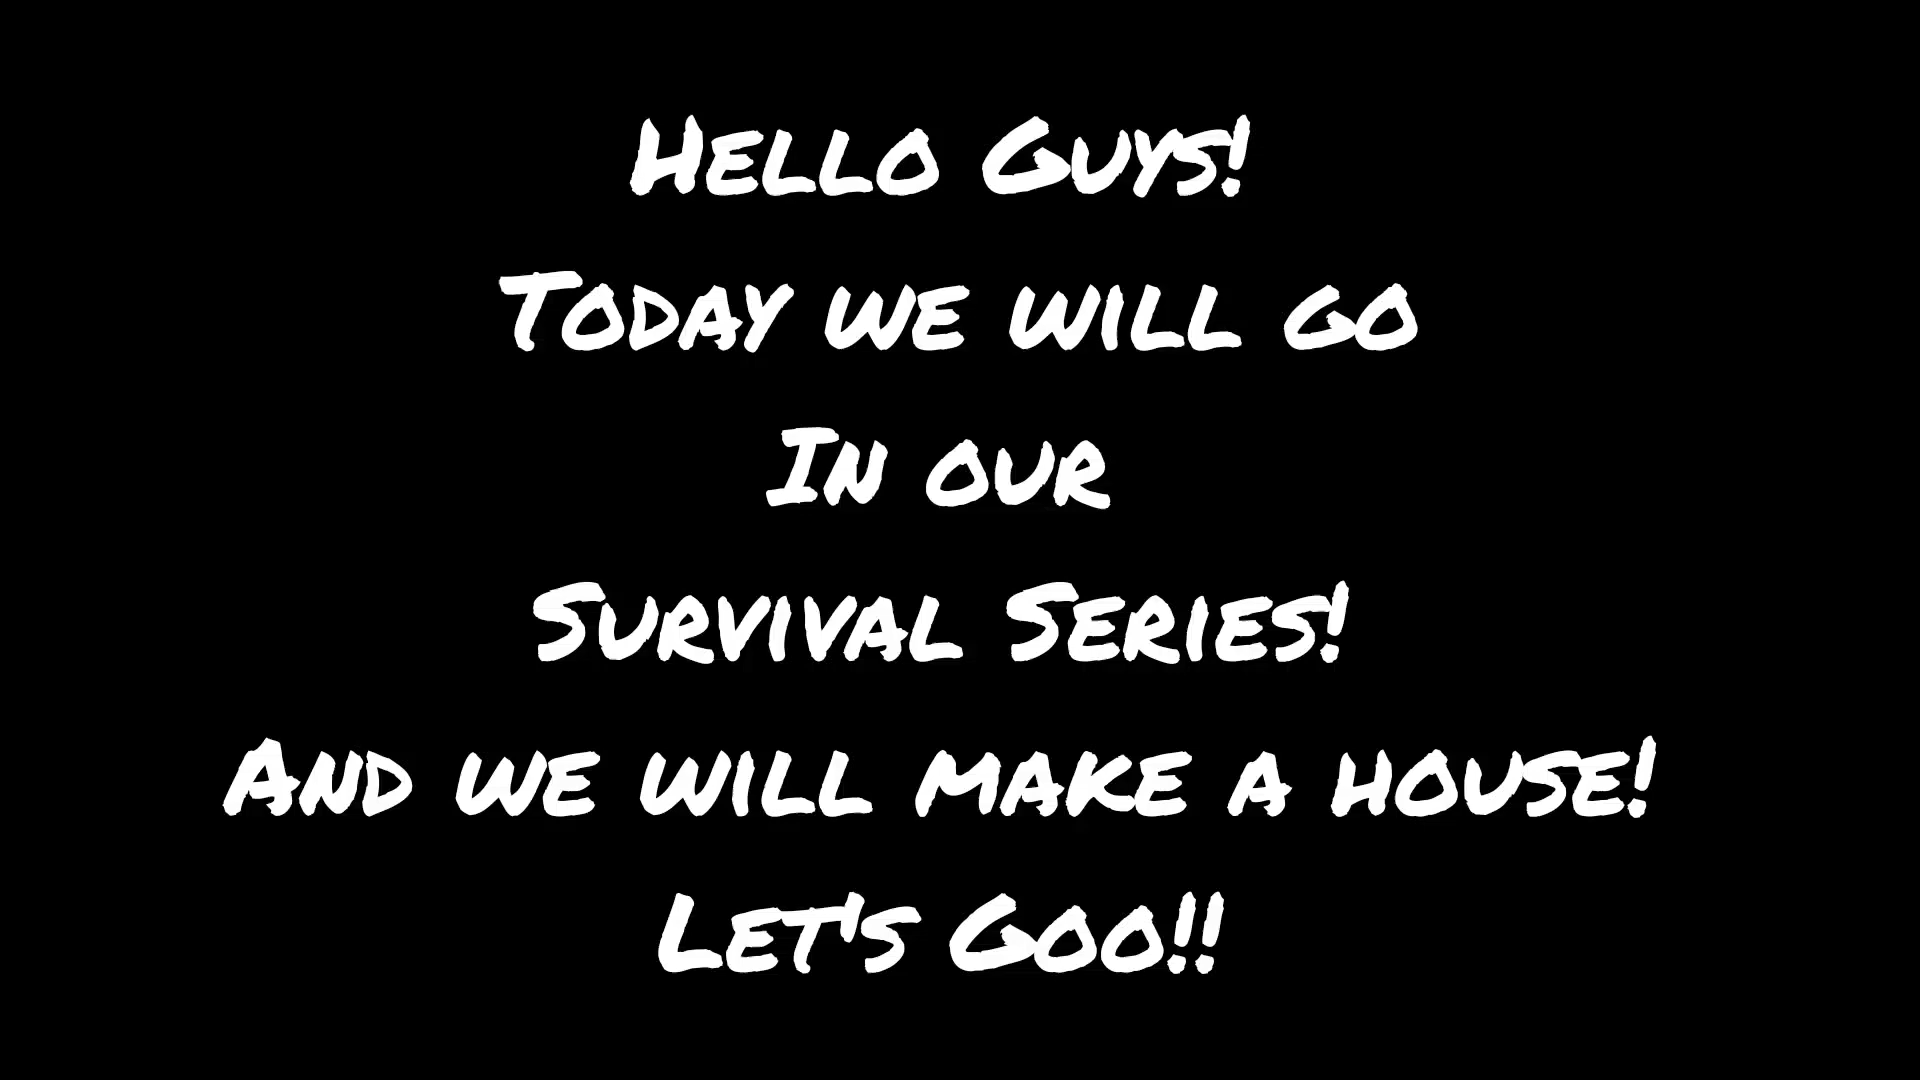 Hello Guys!
Today we will go
In our
Survival Series!
And we will make a house!
Let's Goo!!